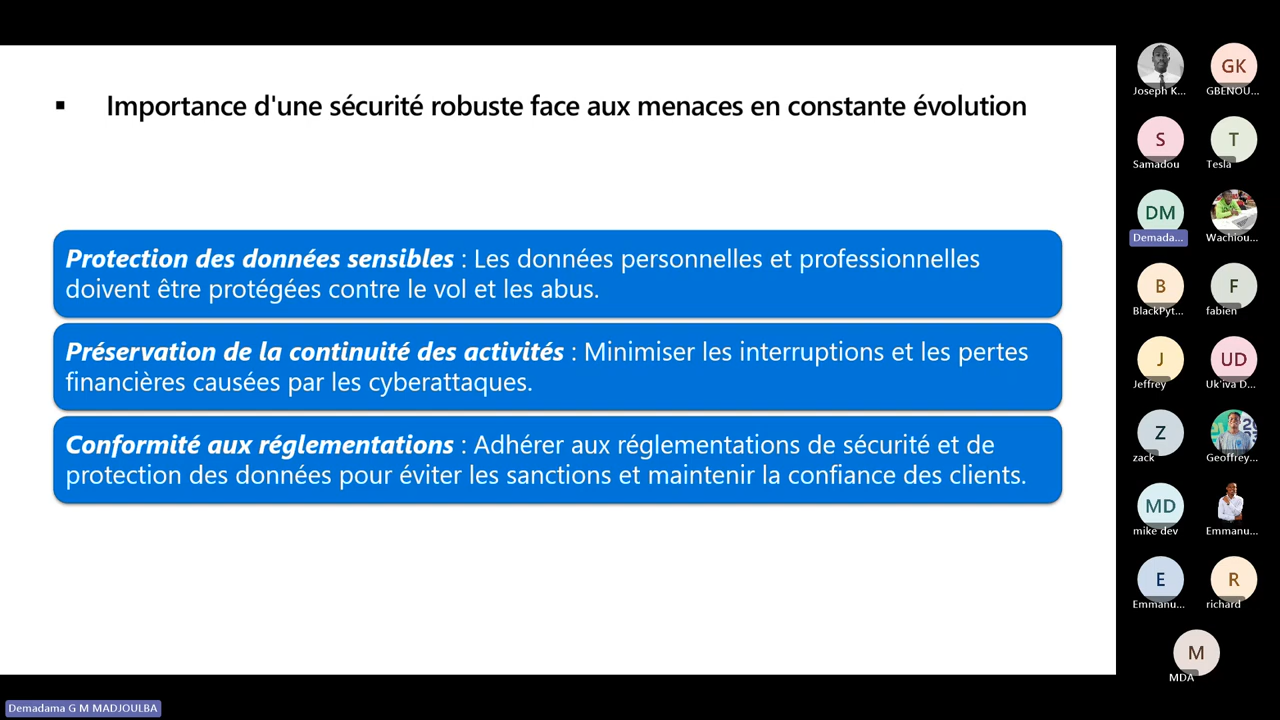 ▪ Importance d'une sécurité robuste face aux menaces en constante évolution
Protection des données sensibles : Les données personnelles et professionnelles
doivent être protégées contre le vol et les abus.
Préservation de la continuité des activités : Minimiser les interruptions et les pertes
financières causées par les cyberattaques.
Conformité aux réglementations : Adhérer aux réglementations de sécurité et de
protection des données pour éviter les sanctions et maintenir la confiance des clients.
Joseph K...
GK
GBENOU...
S
Samadou
T
Tesla
DM
Demada...
Wachiou...
B
BlackPyt...
F
fabien
J
Jeffrey
UD
Uk'iva D...
Z
zack
Geoffrey...
MD
mike dev
Emmanu...
E
Emmanu...
R
richard
M
MDA
Demadama G M MADJOULBA